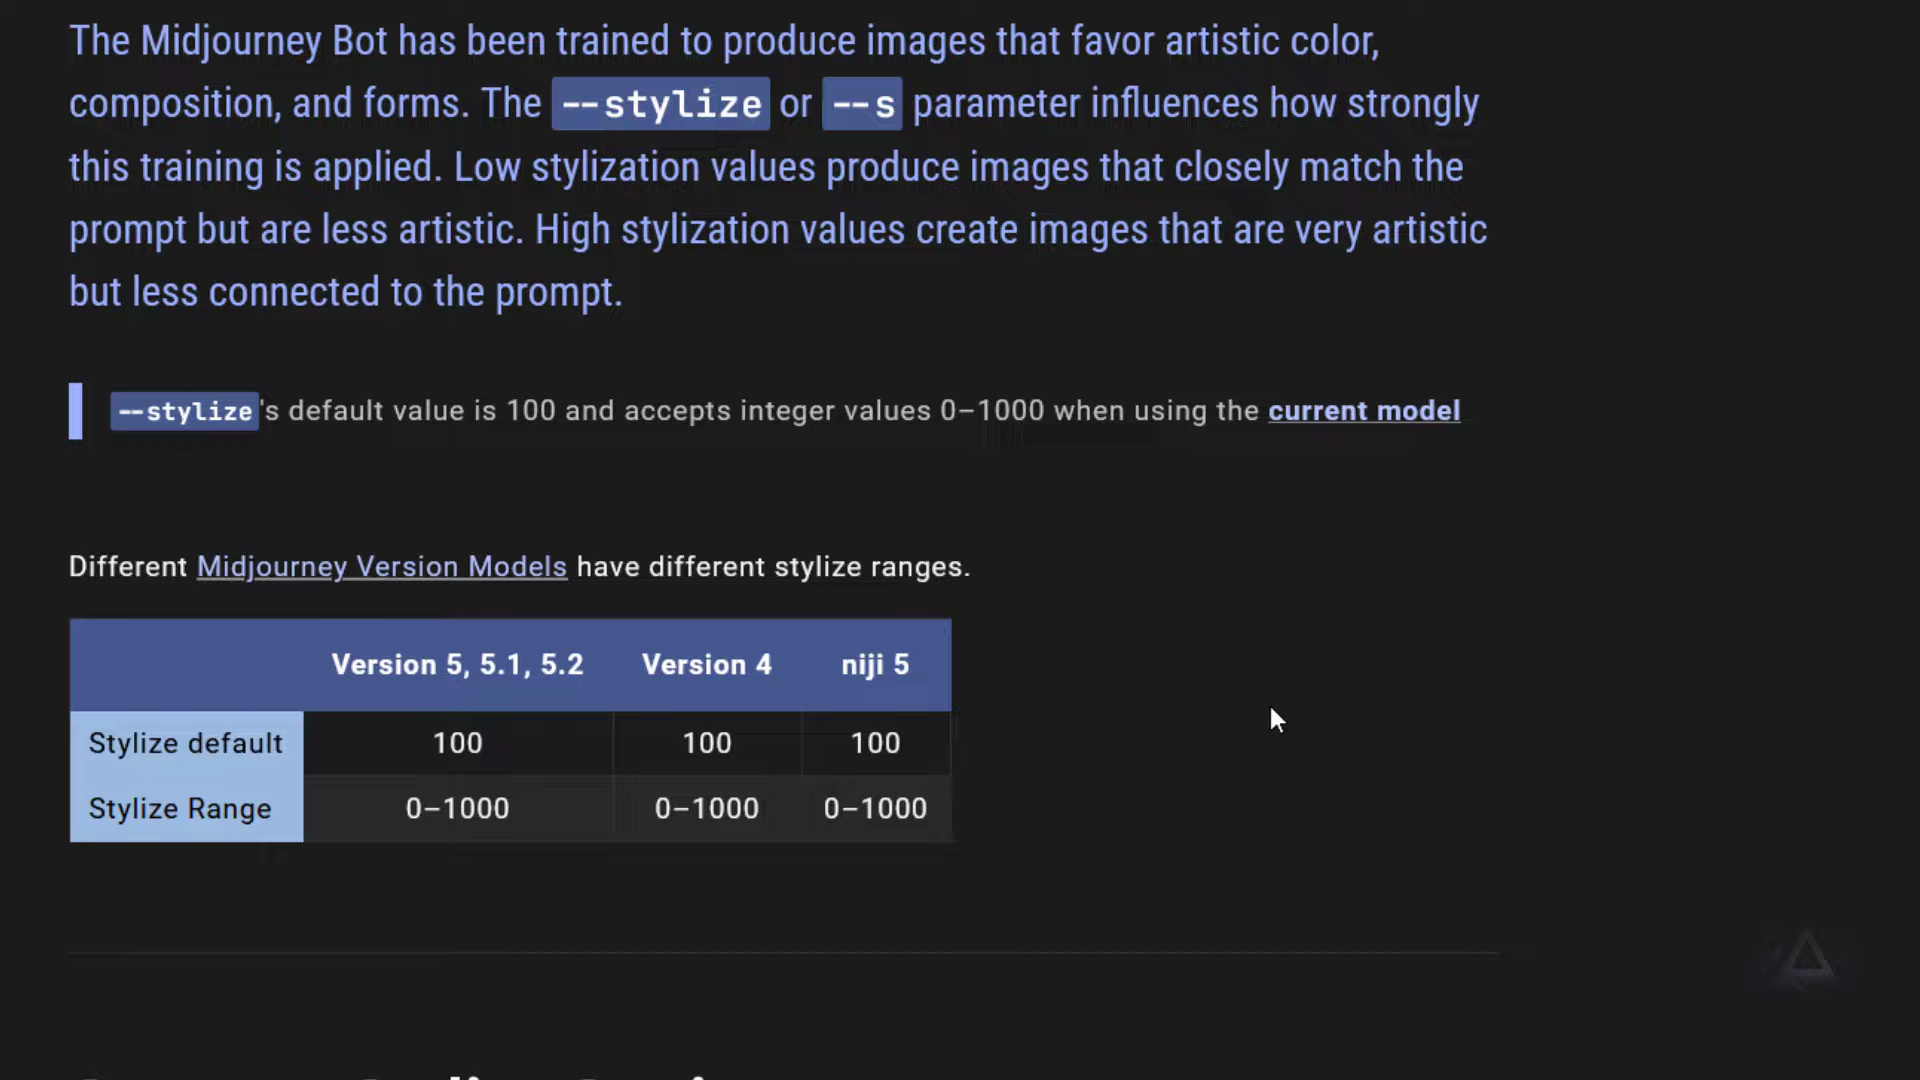 The Midjourney Bot has been trained to produce images that favor artistic color,
composition, and forms. The --stylize or --s parameter influences how strongly
this training is applied. Low stylization values produce images that closely match the
prompt but are less artistic. High stylization values create images that are very artistic
but less connected to the prompt.
--stylize's default value is 100 and accepts integer values 0–1000 when using the current model
Different Midjourney Version Models have different stylize ranges.
Version 5, 5.1, 5.2 Version 4 niji 5
Stylize default 100 100 100
Stylize Range 0–1000 0–1000 0–1000